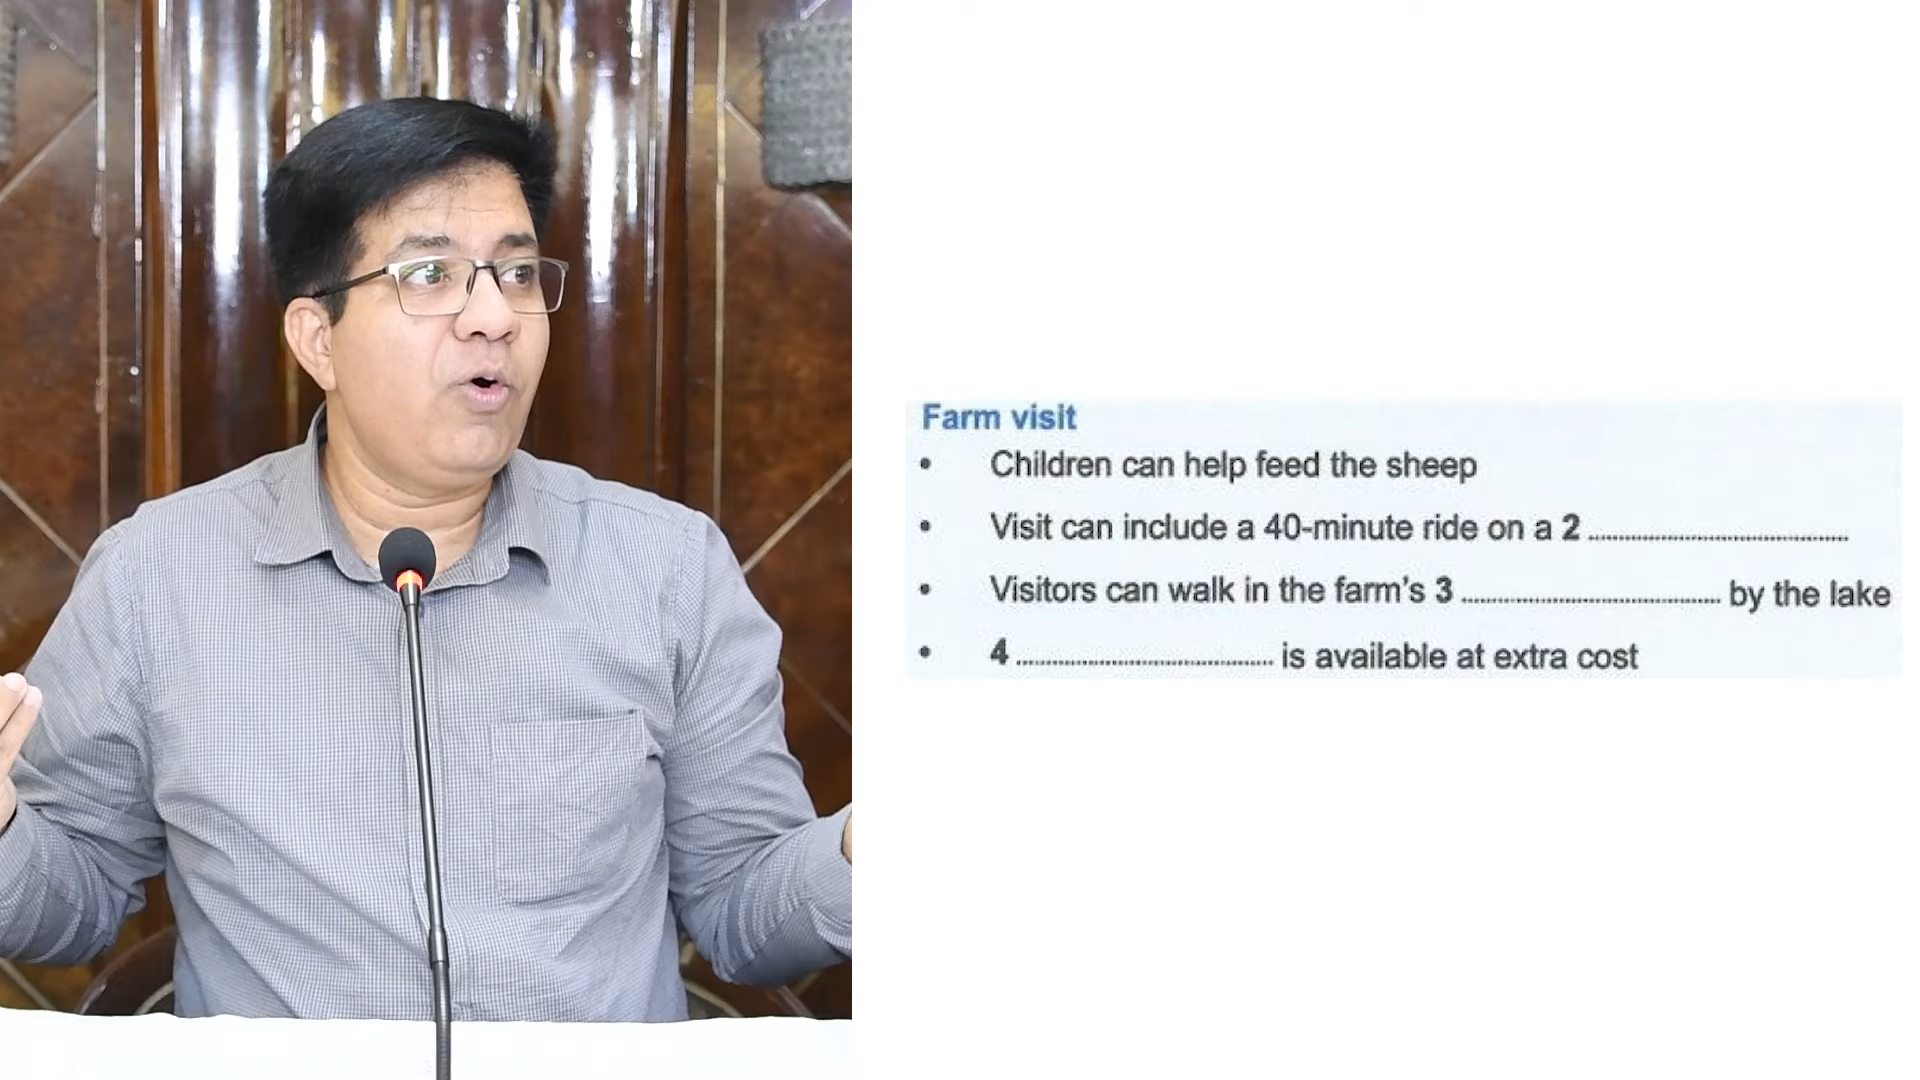 Farm visit
• Children can help feed the sheep
• Visit can include a 40-minute ride on a 2 ........................................
• Visitors can walk in the farm's 3 ........................................ by the lake
• 4 ........................................ is available at extra cost